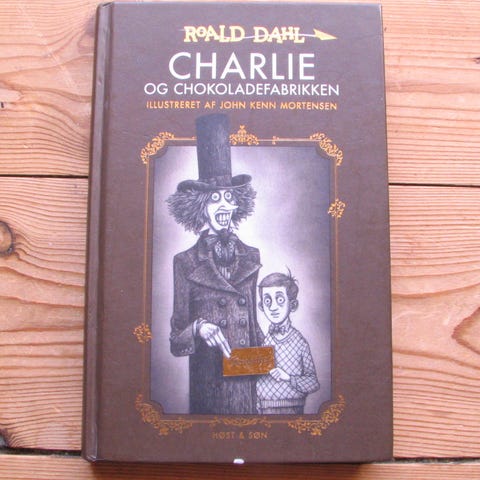 ROALD DAHL
CHARLIE
OG CHOKOLADEFABRIKKEN
ILLUSTRERET AF JOHN KENN MORTENSEN
HØST & SØN